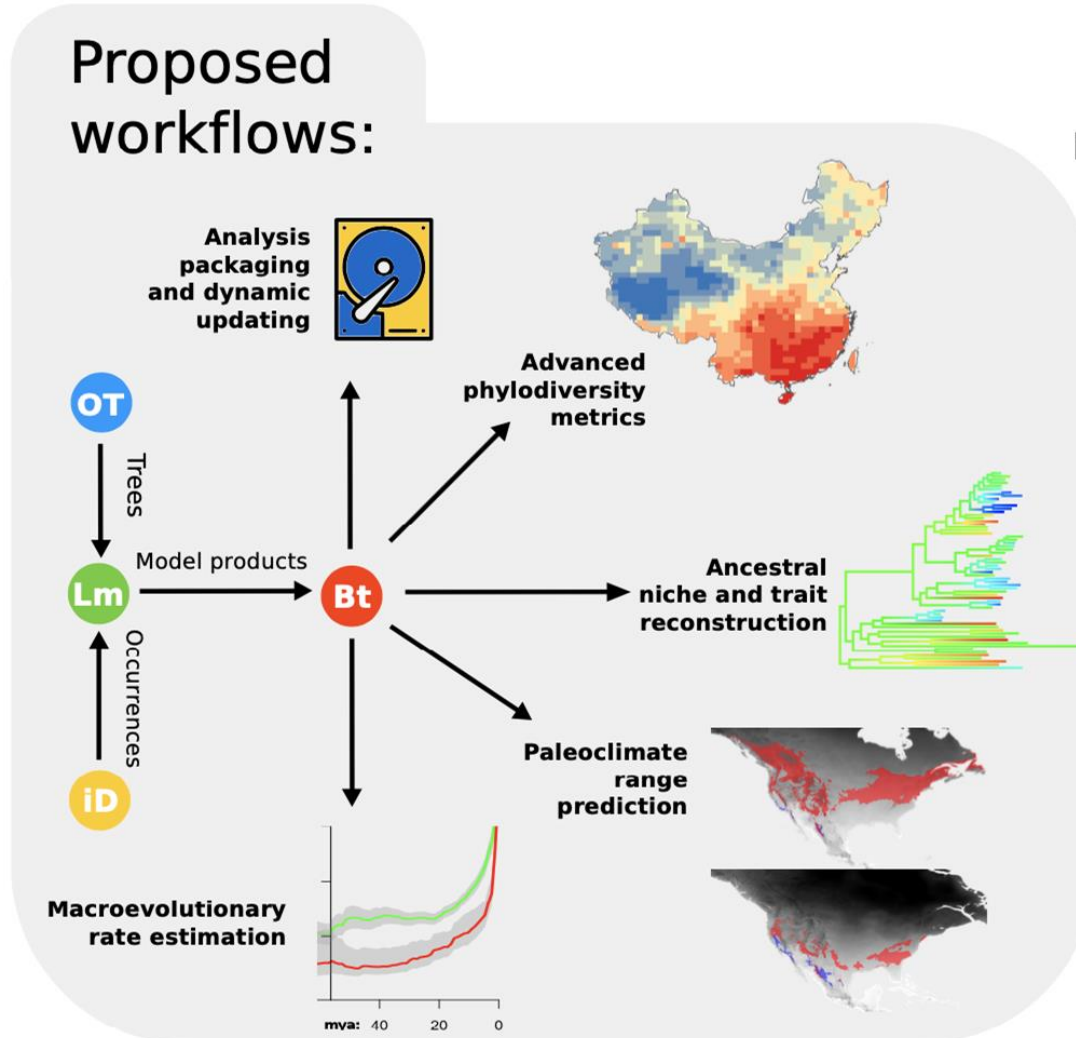 Proposed
workflows:
Analysis
packaging
and dynamic
updating
Advanced
phylodiversity
metrics
OT
Trees
Model products
Lm
Bt
Ancestral
niche and trait
reconstruction
Occurrences
iD
Paleoclimate
range
prediction
Macroevolutionary
rate estimation
mya: 40 20 0